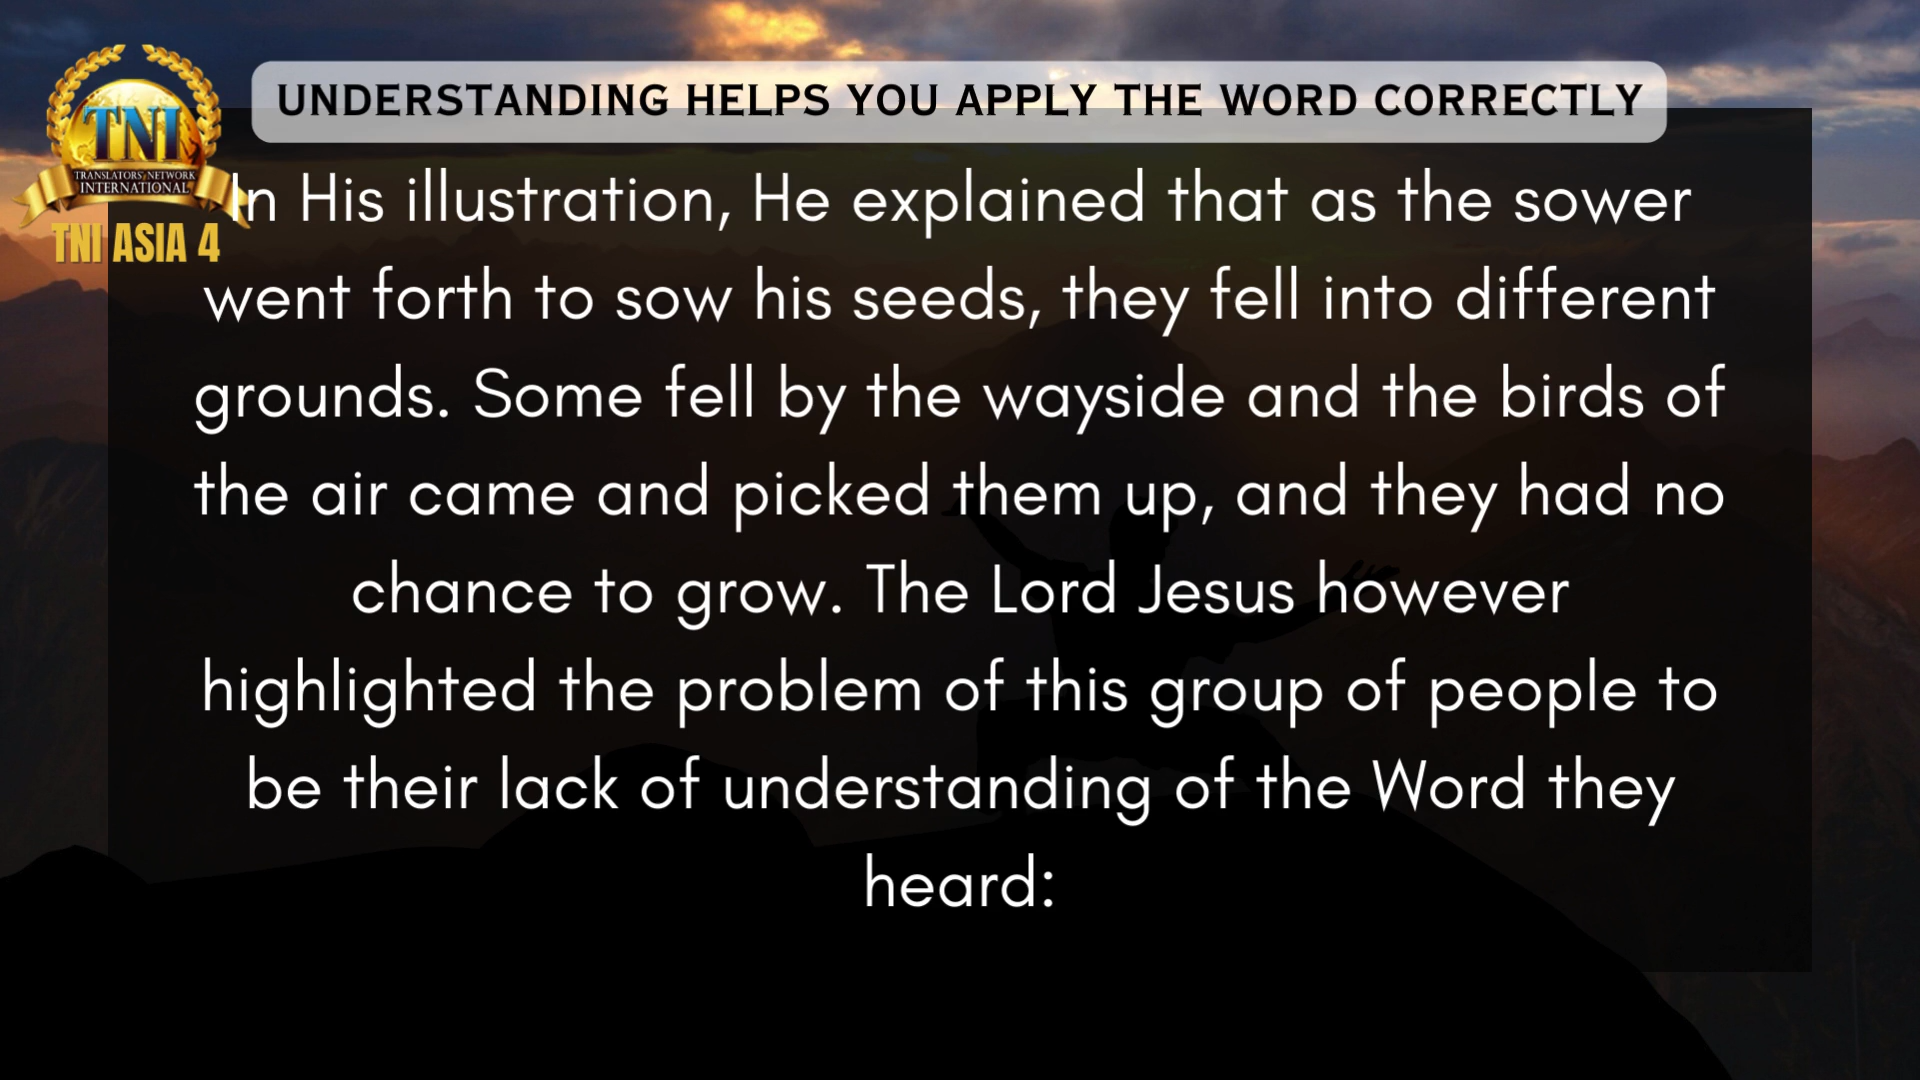 UNDERSTANDING HELPS YOU APPLY THE WORD CORRECTLY
TNI
TRANSLATORS' NETWORK
INTERNATIONAL
TNI ASIA 4
In His illustration, He explained that as the sower
went forth to sow his seeds, they fell into different
grounds. Some fell by the wayside and the birds of
the air came and picked them up, and they had no
chance to grow. The Lord Jesus however
highlighted the problem of this group of people to
be their lack of understanding of the Word they
heard: